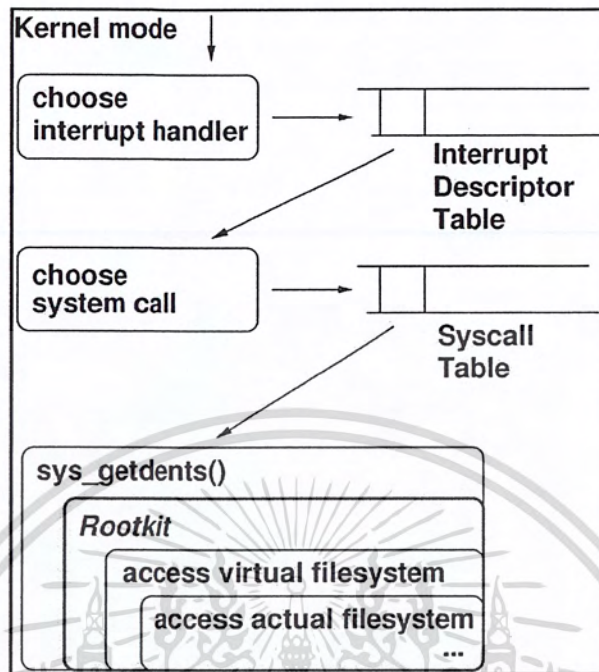 Kernel mode
choose
interrupt handler
Interrupt
Descriptor
Table
choose
system call
Syscall
Table
sys_getdents()
Rootkit
access virtual filesystem
access actual filesystem
...